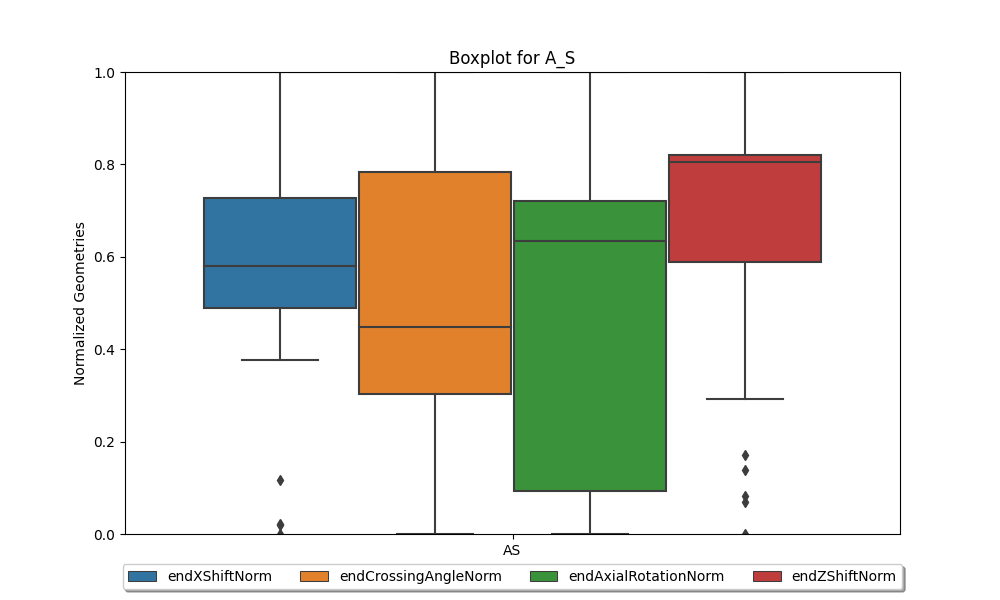 Boxplot for A_S
Normalized Geometries
1.0
0.8
0.6
0.4
0.2
0.0
AS
endXShiftNorm endCrossingAngleNorm endAxialRotationNorm endZShiftNorm